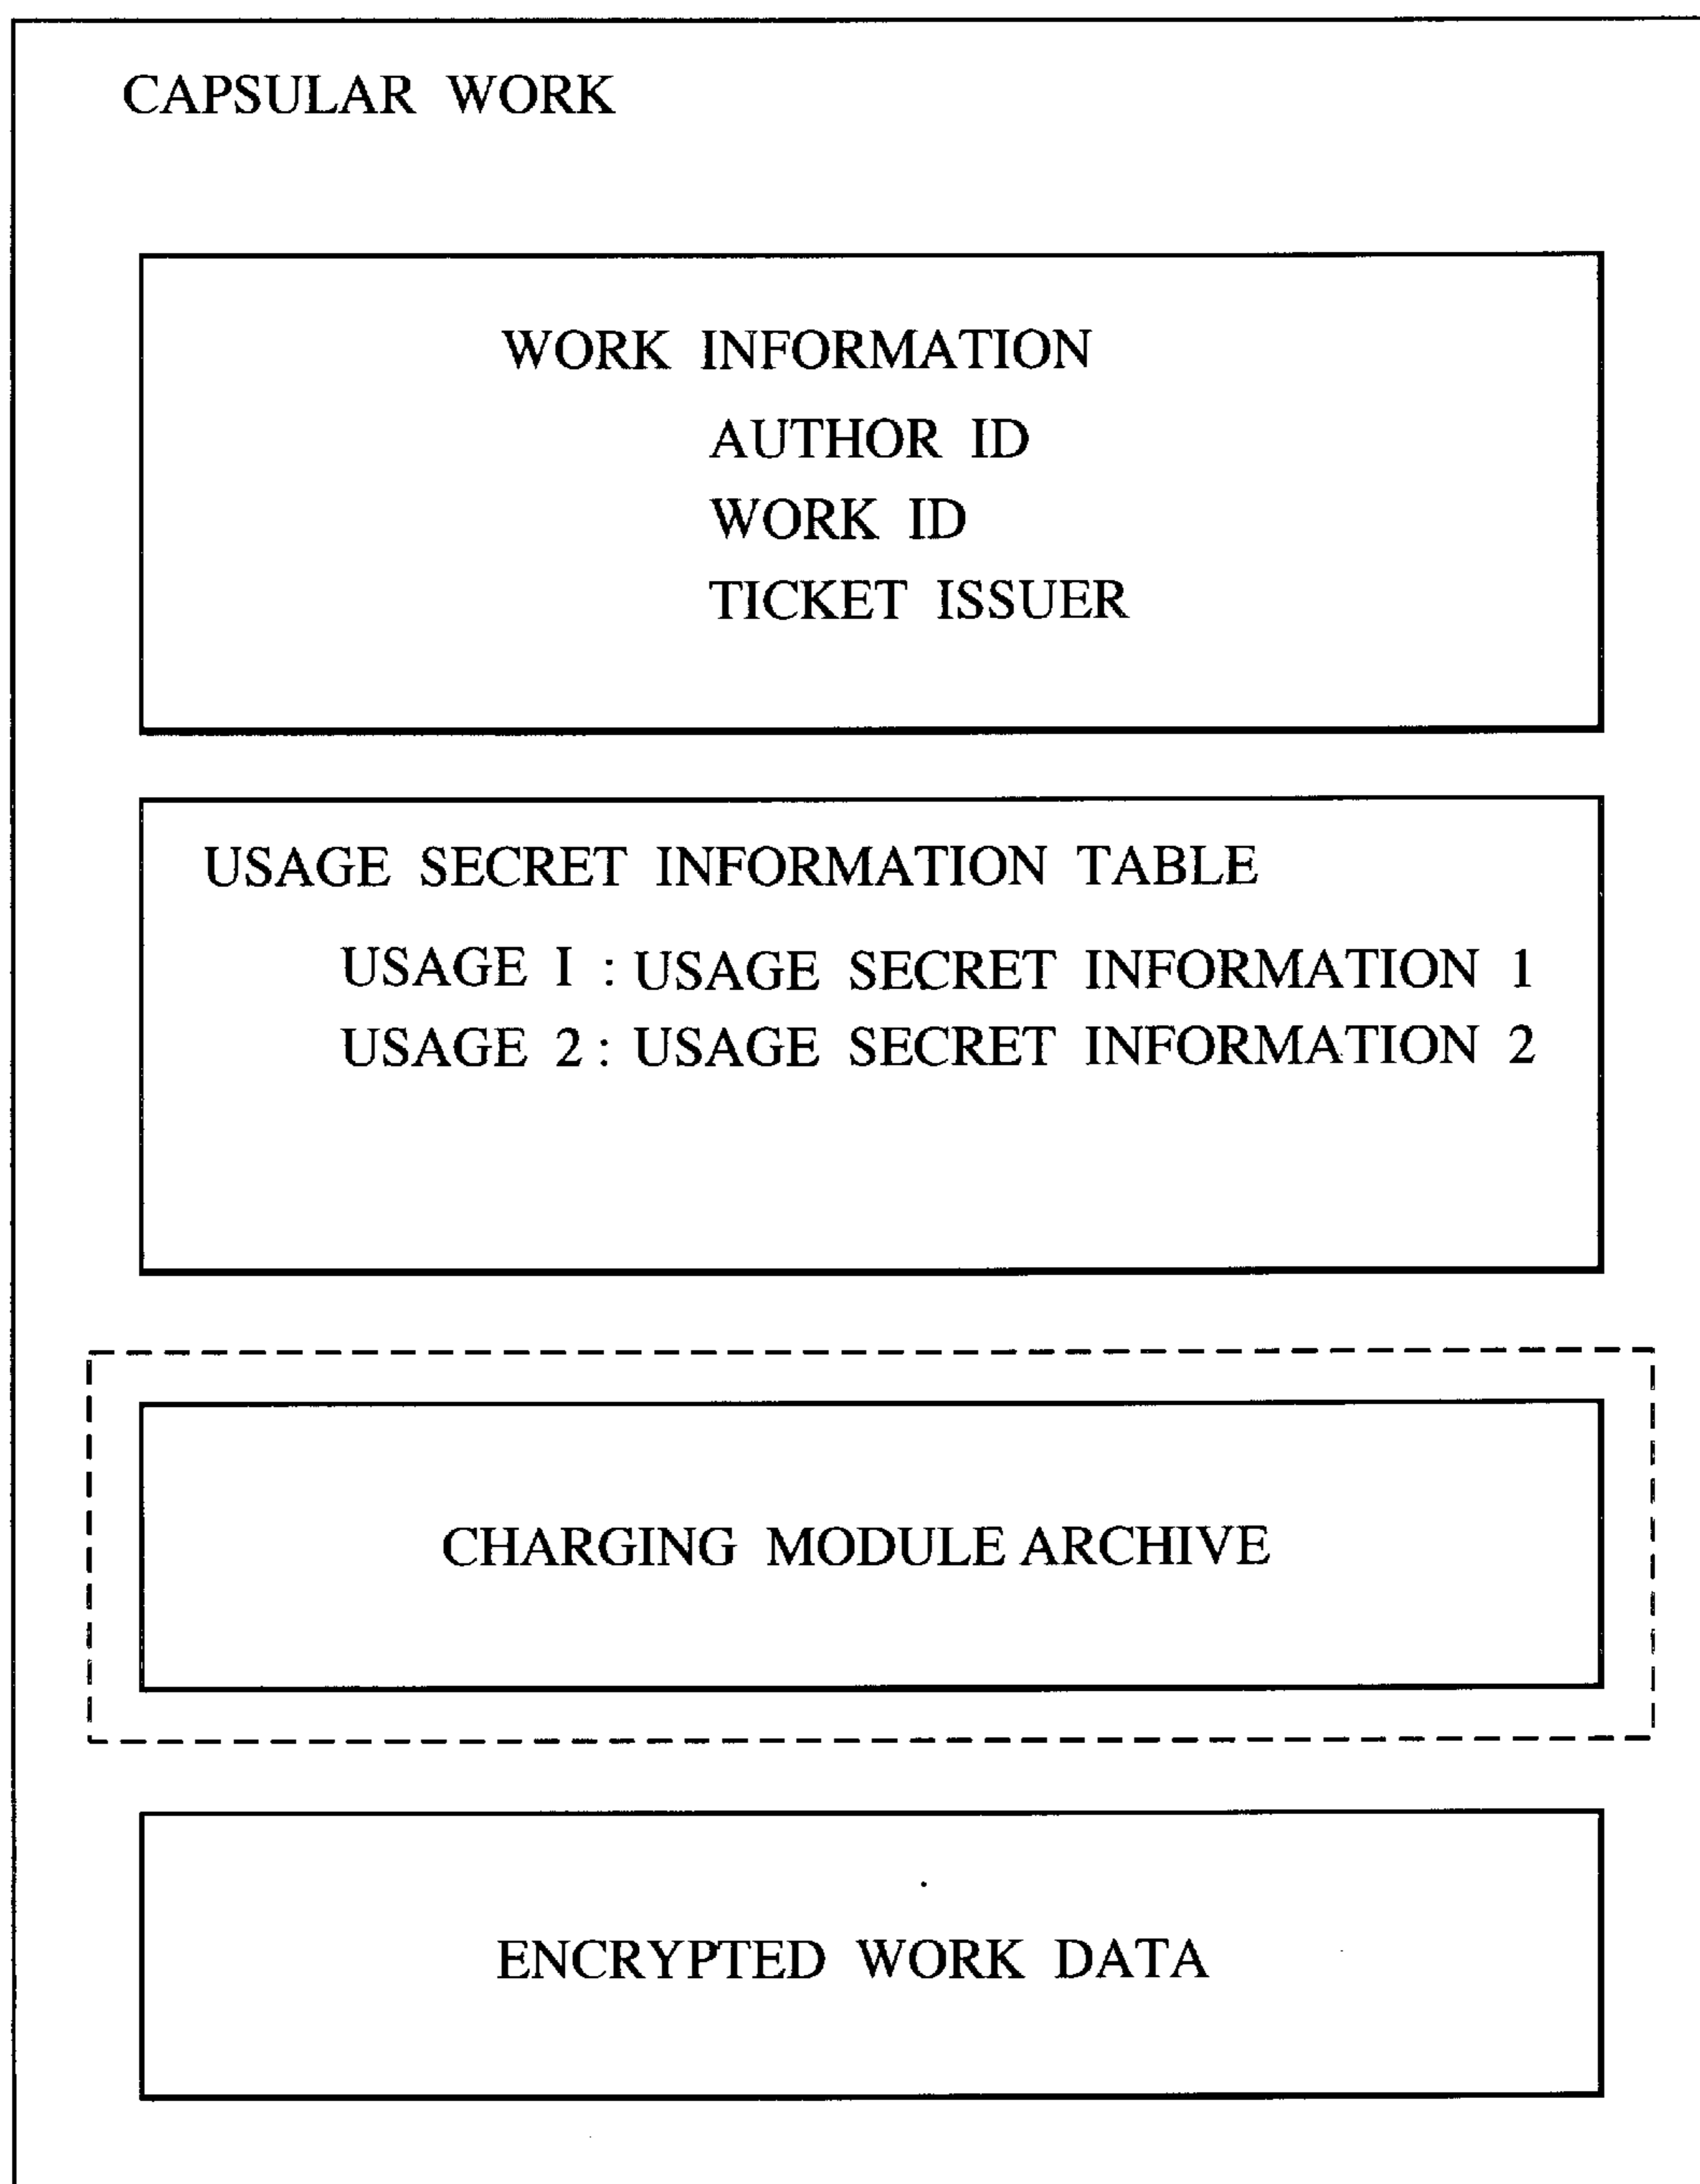 CAPSULAR WORK
WORK INFORMATION
AUTHOR ID
WORK ID
TICKET ISSUER
USAGE SECRET INFORMATION TABLE
USAGE I : USAGE SECRET INFORMATION 1
USAGE 2 : USAGE SECRET INFORMATION 2
CHARGING MODULE ARCHIVE
ENCRYPTED WORK DATA